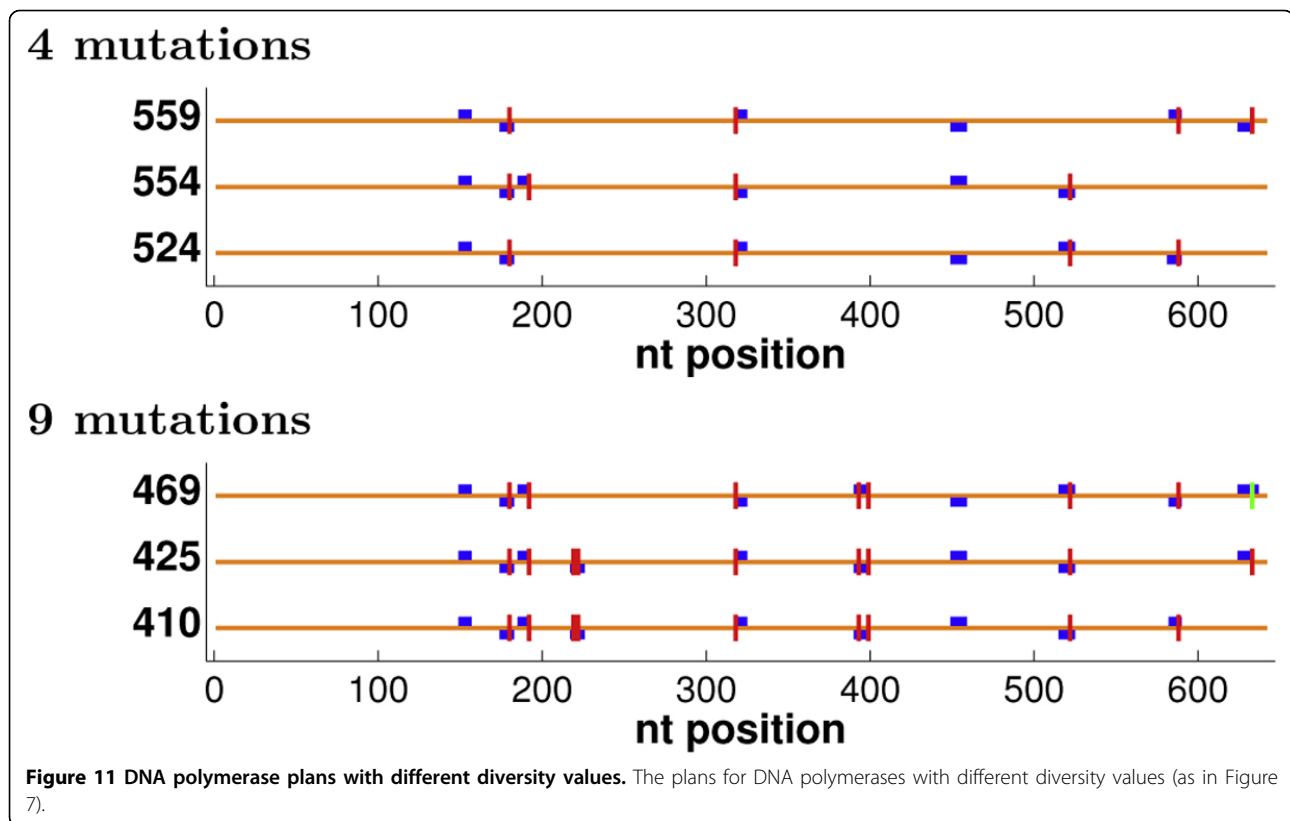 4 mutations
559
554
524
0 100 200 300 400 500 600
nt position
9 mutations
469
425
410
0 100 200 300 400 500 600
nt position
Figure 11 DNA polymerase plans with different diversity values. The plans for DNA polymerases with different diversity values (as in Figure
7).